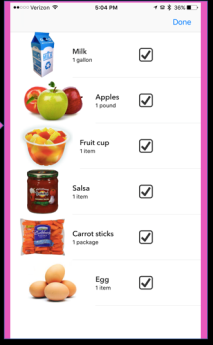 Verizon
5:04 PM
36%
Done
Milk
1 gallon
Apples
1 pound
Fruit cup
1 item
Salsa
1 item
Carrot sticks
1 package
Egg
1 item